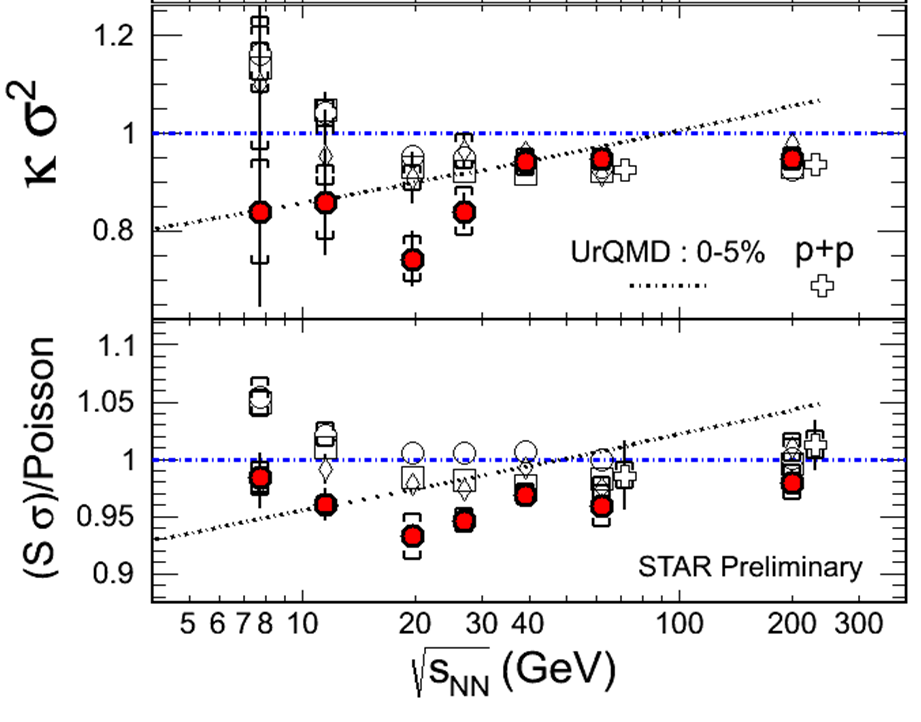 κ σ²
1.2
1
0.8
UrQMD : 0-5% p+p
(S σ)/Poisson
1.1
1.05
1
0.95
0.9
STAR Preliminary
5 6 7 8 10 20 30 40 100 200 300
√sNN (GeV)